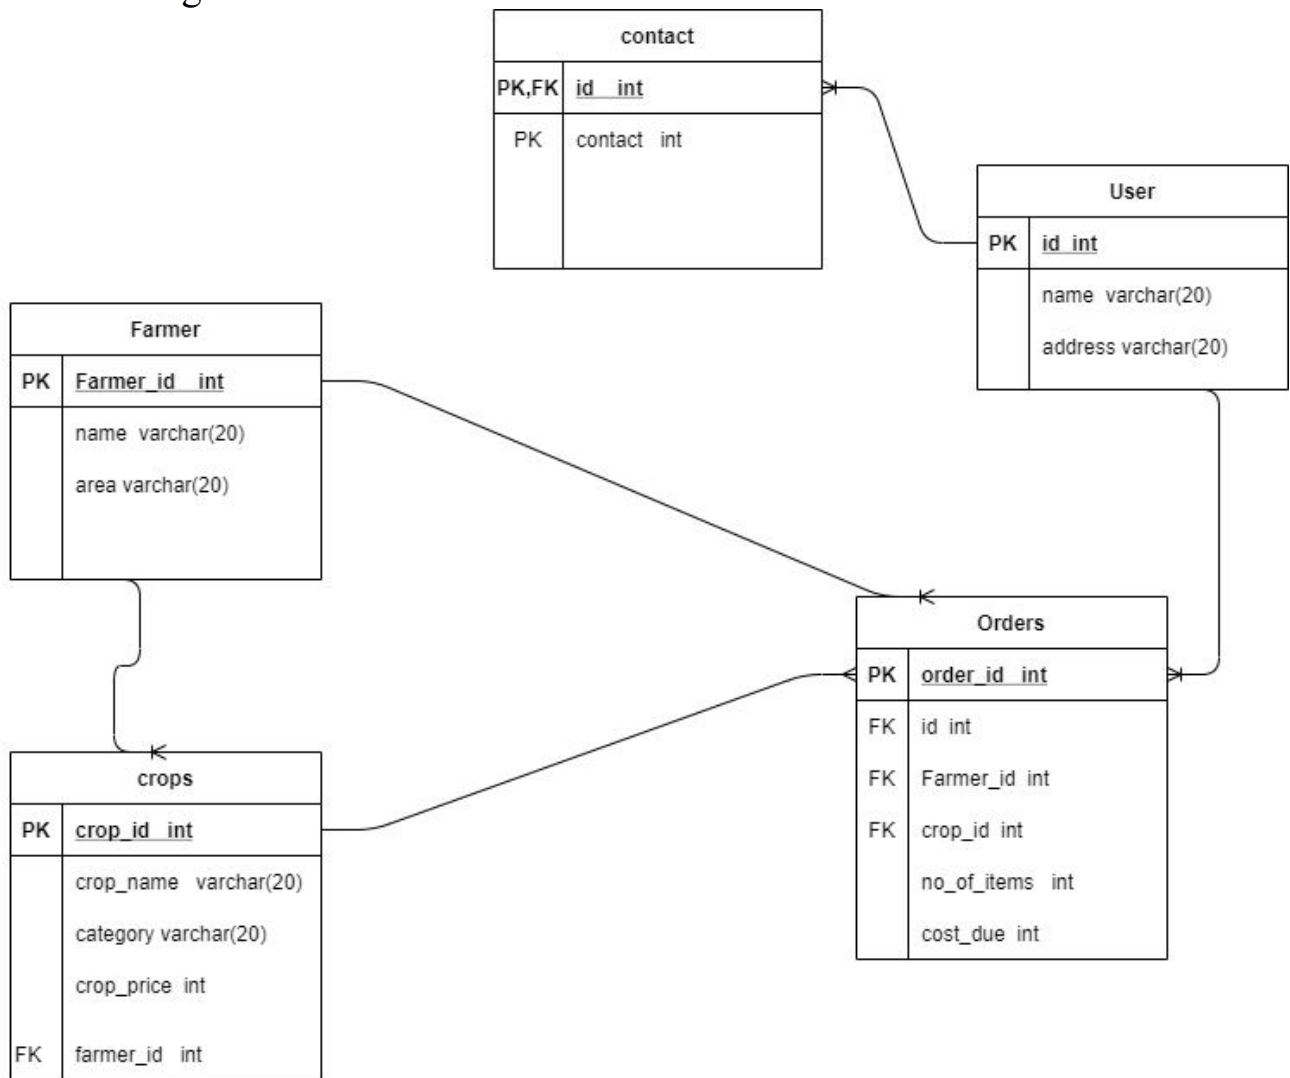 contact
PK,FK id int
PK contact int
User
PK id int
name varchar(20)
address varchar(20)
Farmer
PK Farmer_id int
name varchar(20)
area varchar(20)
Orders
PK order_id int
FK id int
FK Farmer_id int
FK crop_id int
no_of_items int
cost_due int
crops
PK crop_id int
crop_name varchar(20)
category varchar(20)
crop_price int
FK farmer_id int